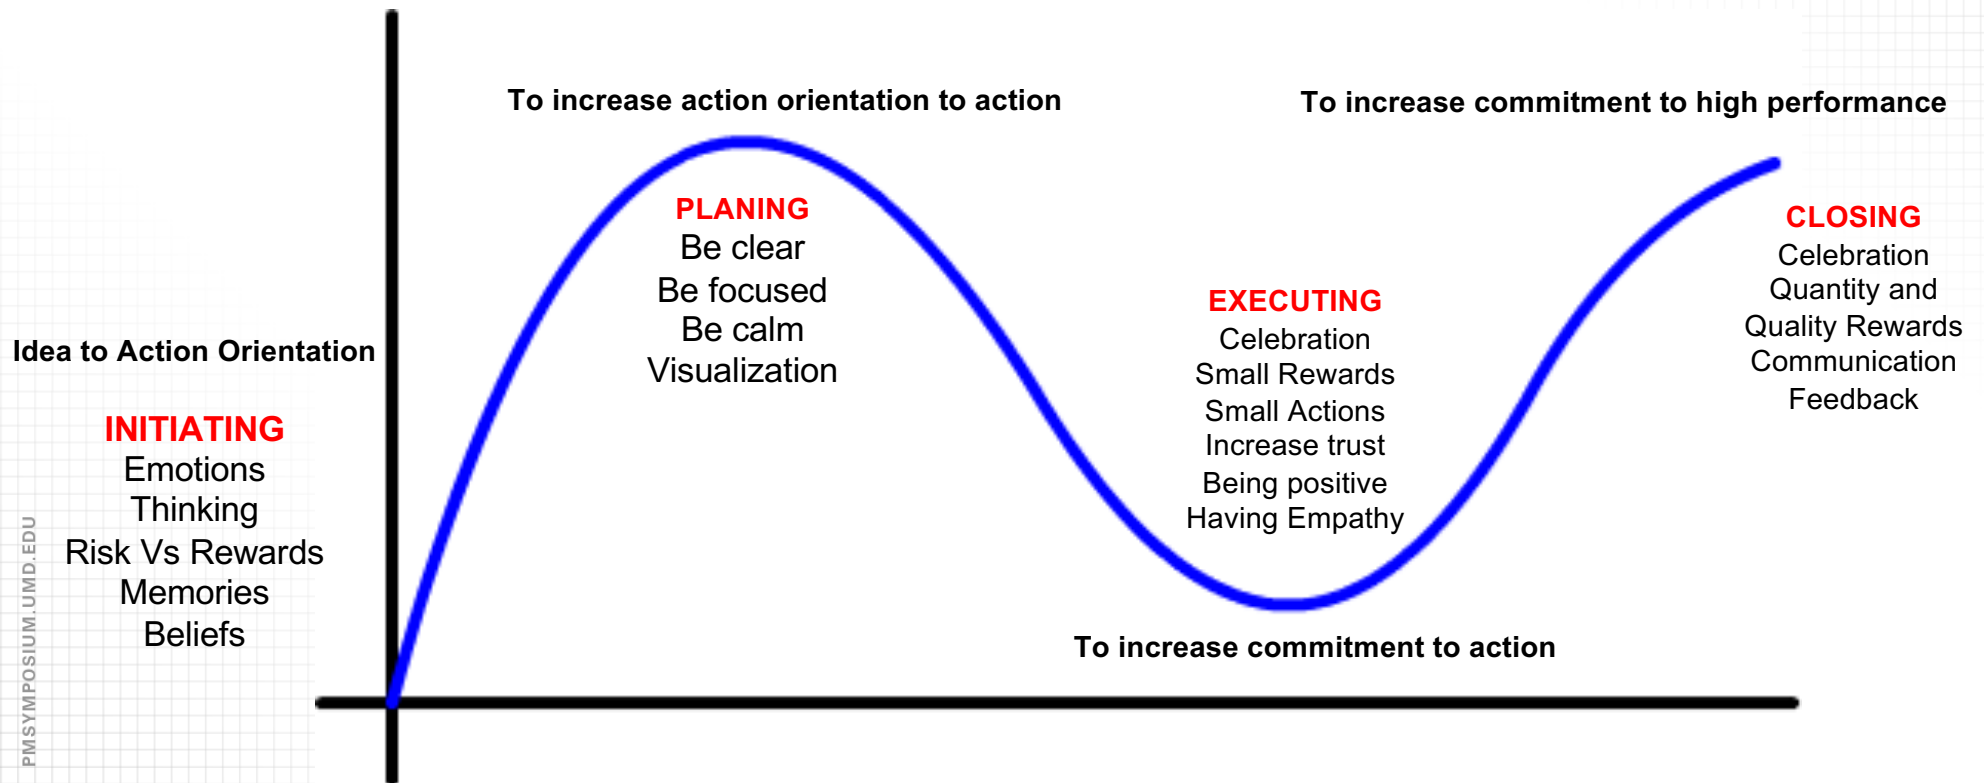 To increase action orientation to action
To increase commitment to high performance
PLANING
Be clear
Be focused
Be calm
Visualization
CLOSING
Celebration
Quantity and
Quality Rewards
Communication
Feedback
EXECUTING
Celebration
Small Rewards
Small Actions
Increase trust
Being positive
Having Empathy
Idea to Action Orientation
INITIATING
Emotions
Thinking
Risk Vs Rewards
Memories
Beliefs
To increase commitment to action
PMSYMPOSIUM.UMD.EDU